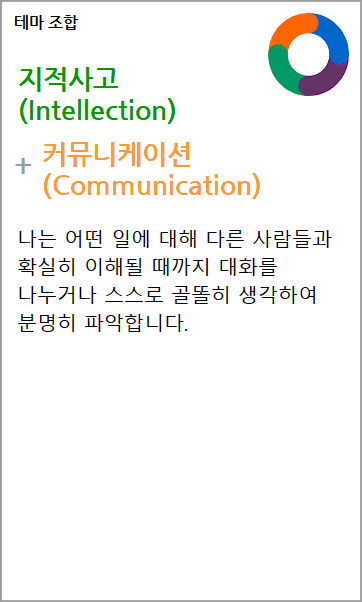 테마 조합
지적사고
(Intellection)
+ 커뮤니케이션
(Communication)
나는 어떤 일에 대해 다른 사람들과
확실히 이해될 때까지 대화를
나누거나 스스로 골똘히 생각하여
분명히 파악합니다.